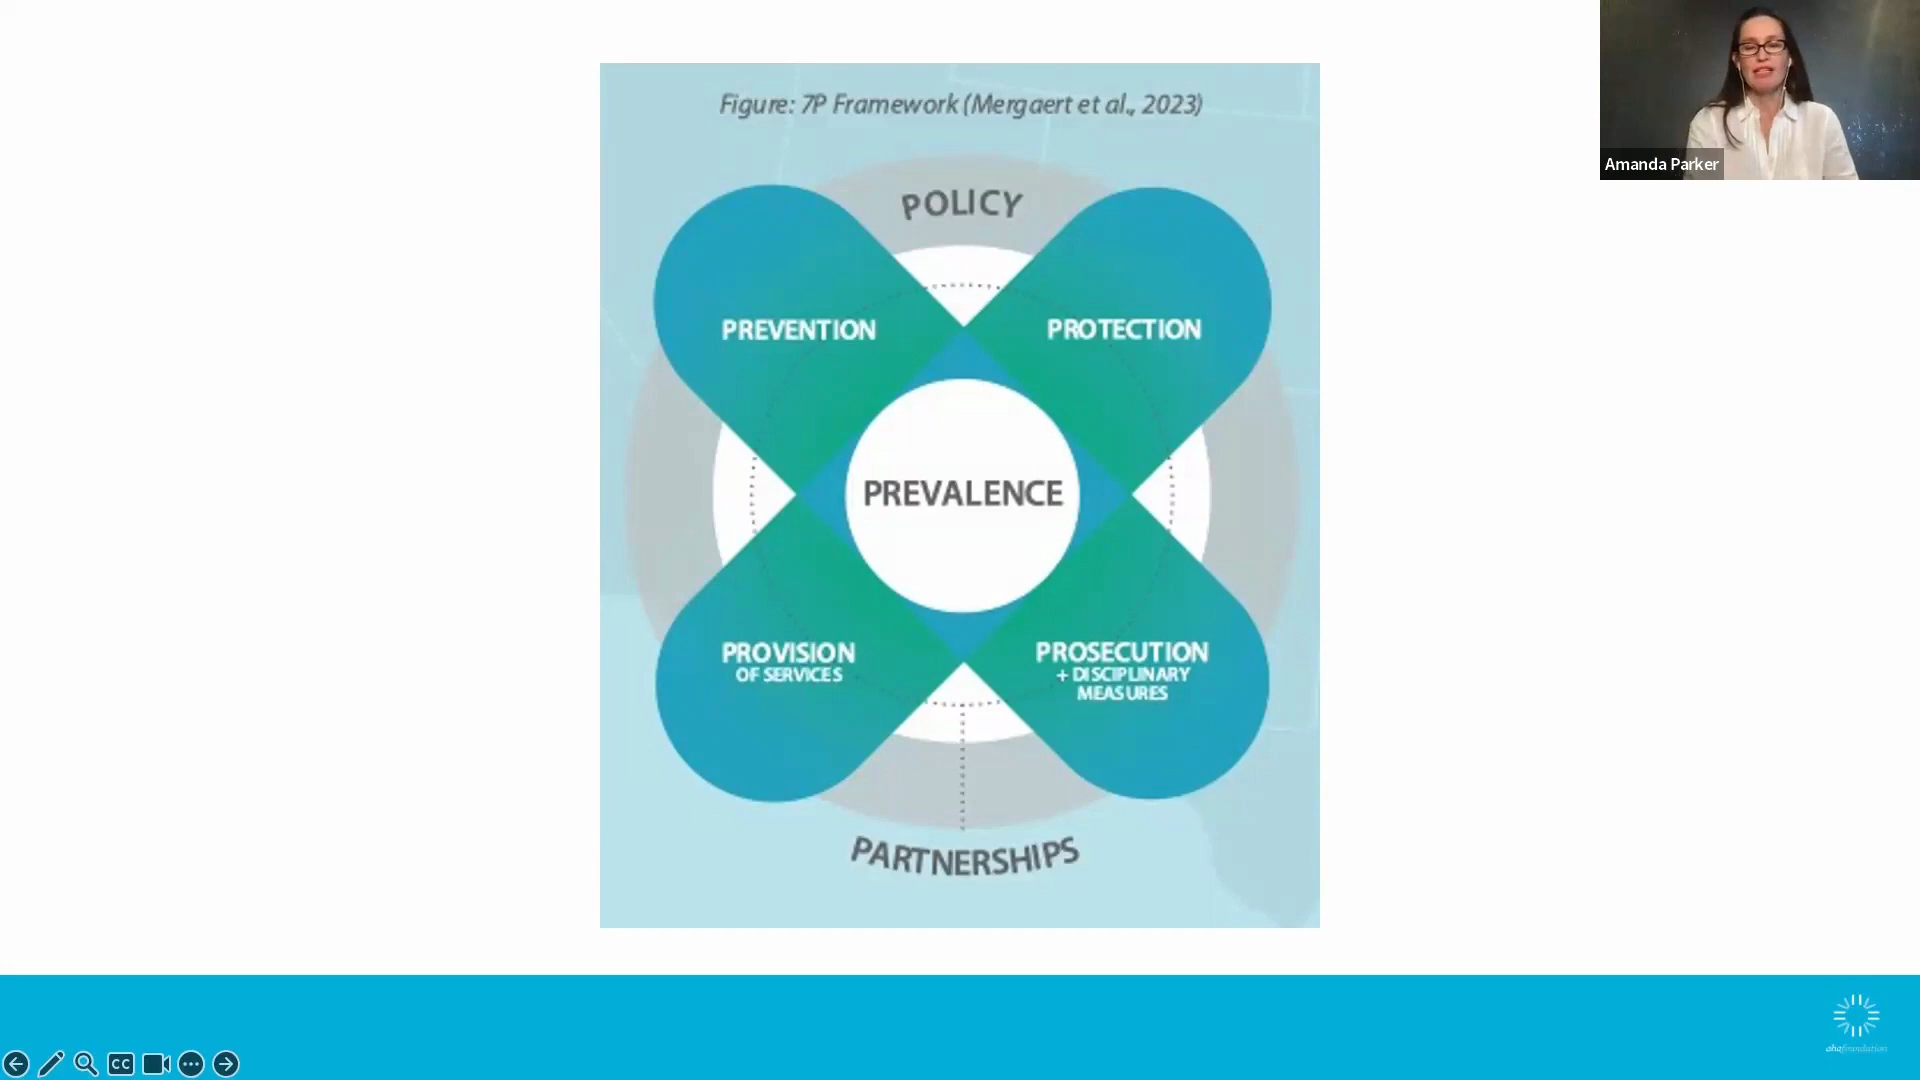 Figure: 7P Framework (Mergaert et al., 2023)
POLICY
PREVENTION
PROTECTION
PREVALENCE
PROVISION
OF SERVICES
PROSECUTION
+ DISCIPLINARY
MEASURES
PARTNERSHIPS
Amanda Parker
CC
ahafoundation